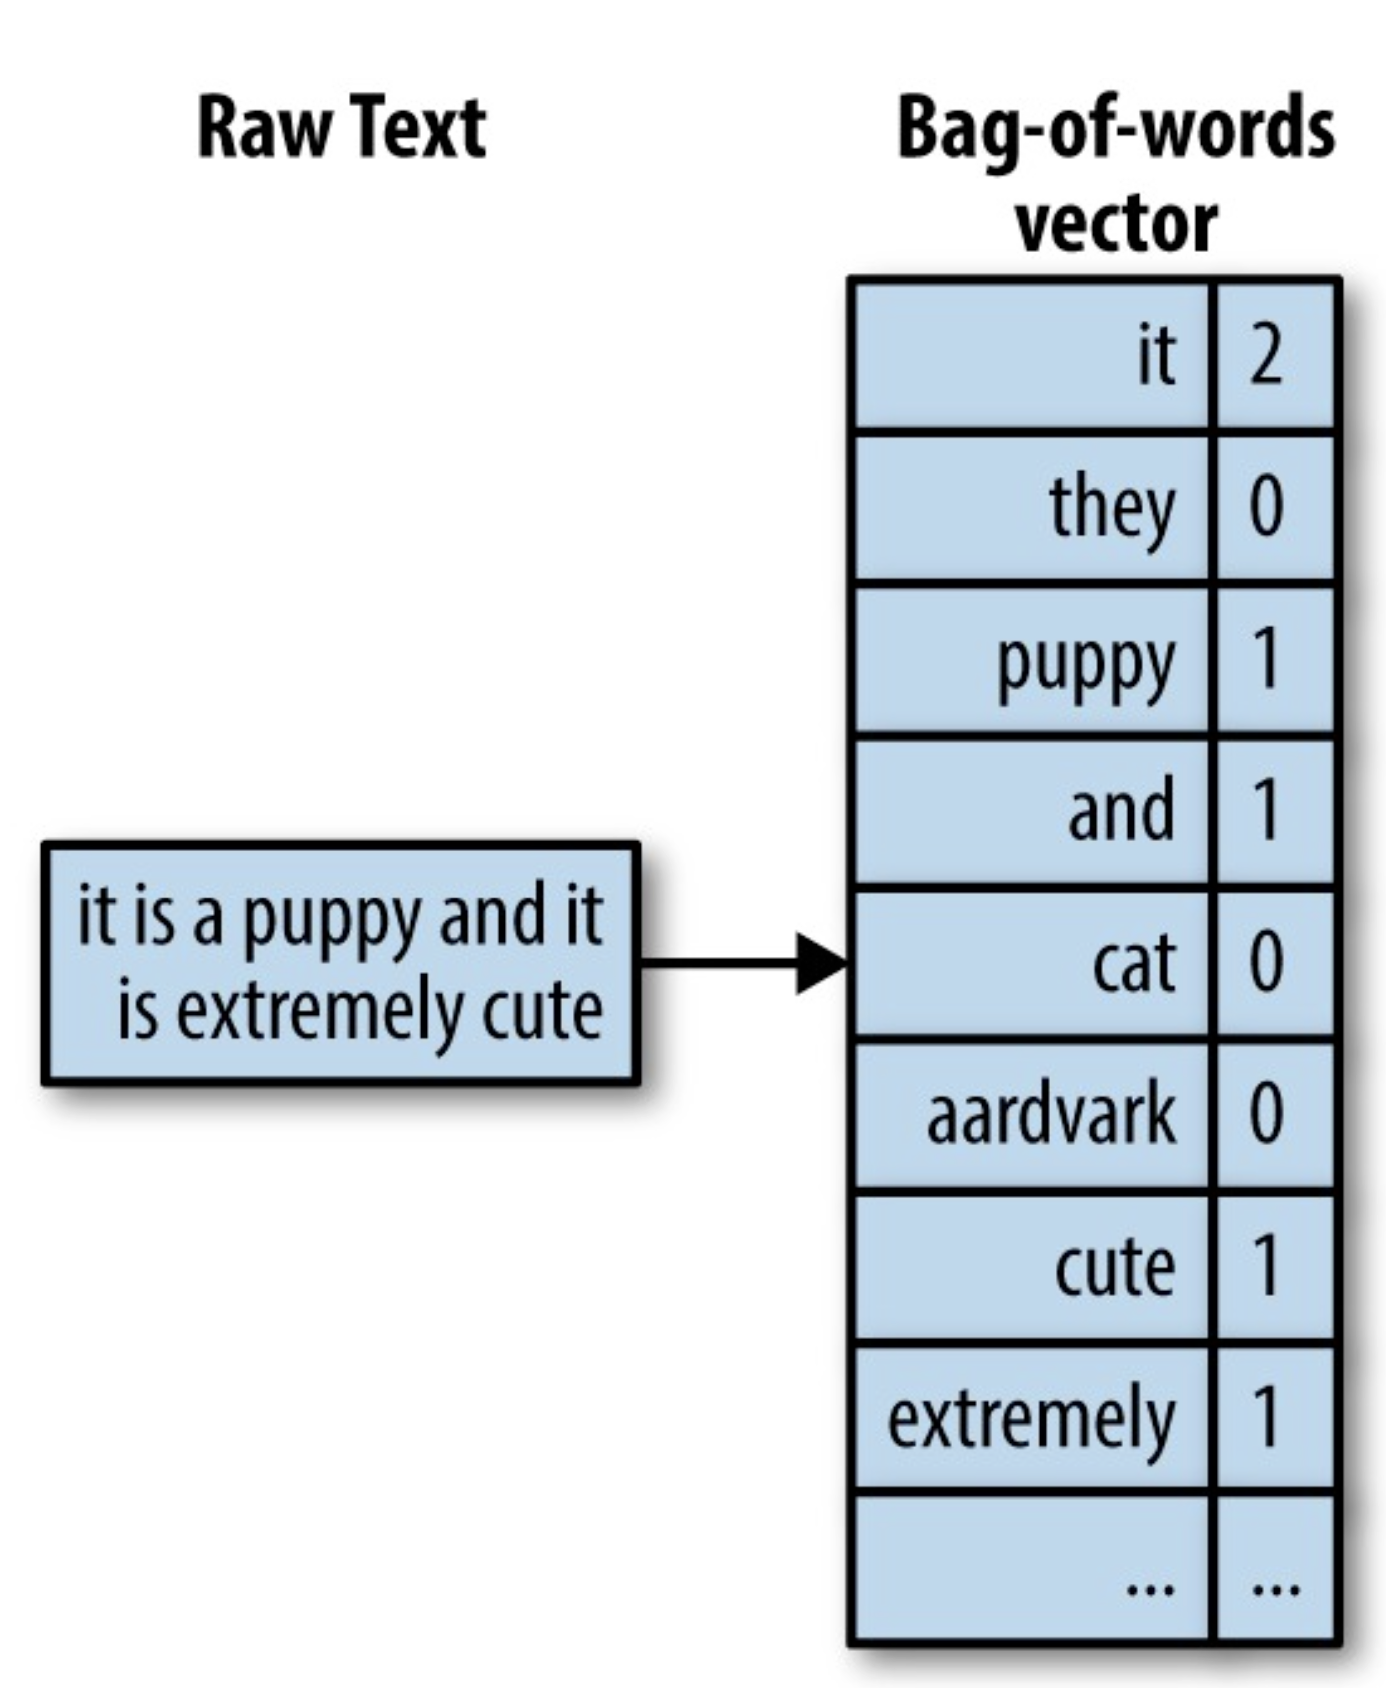 Raw Text
Bag-of-words
vector
it is a puppy and it
is extremely cute
it 2
they 0
puppy 1
and 1
cat 0
aardvark 0
cute 1
extremely 1
... ...